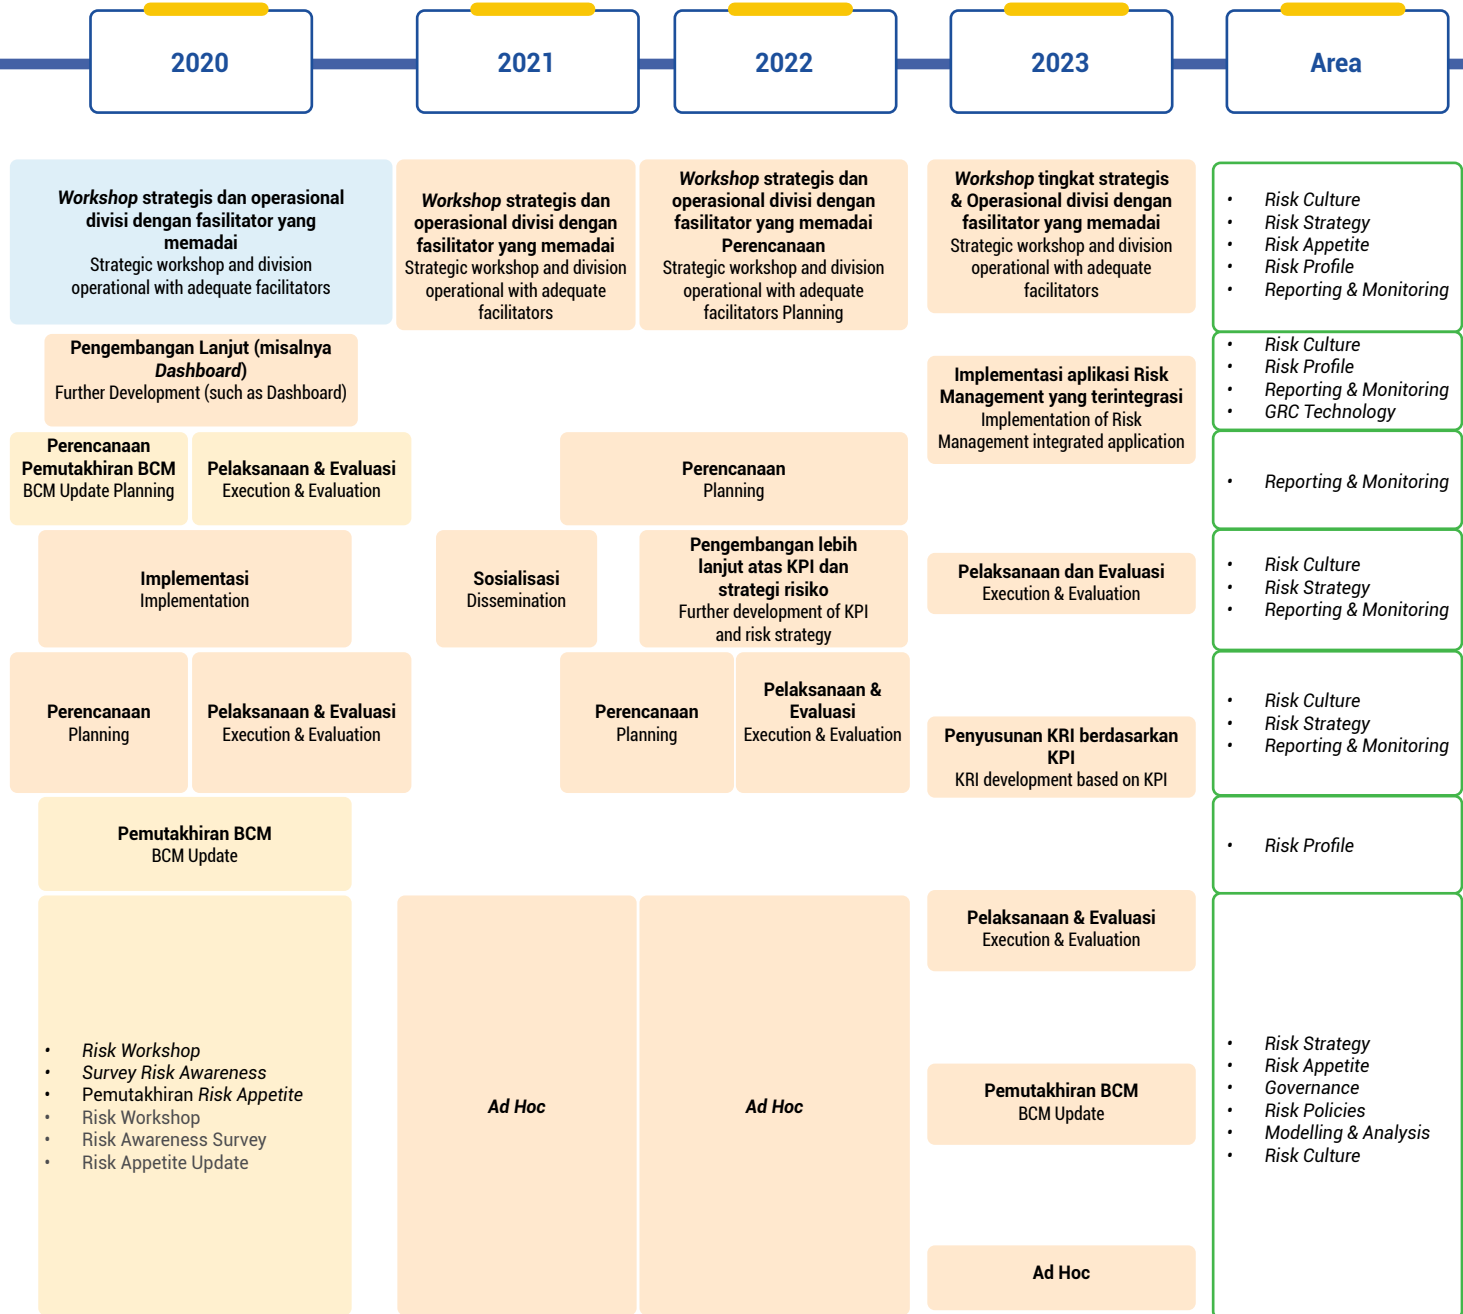 2020
2021
2022
2023
Area
Workshop strategis dan operasional
divisi dengan fasilitator yang
memadai
Strategic workshop and division
operational with adequate facilitators
Workshop strategis dan
operasional divisi dengan
fasilitator yang memadai
Strategic workshop and division
operational with adequate
facilitators
Workshop strategis dan
operasional divisi dengan
fasilitator yang memadai
Perencanaan
Strategic workshop and division
operational with adequate
facilitators Planning
Workshop tingkat strategis
& Operasional divisi dengan
fasilitator yang memadai
Strategic workshop and division
operational with adequate
facilitators
• Risk Culture
• Risk Strategy
• Risk Appetite
• Risk Profile
• Reporting & Monitoring
Pengembangan Lanjut (misalnya
Dashboard)
Further Development (such as Dashboard)
Implementasi aplikasi Risk
Management yang terintegrasi
Implementation of Risk
Management integrated application
• Risk Culture
• Risk Profile
• Reporting & Monitoring
• GRC Technology
Perencanaan
Pemutakhiran BCM
BCM Update Planning
Pelaksanaan & Evaluasi
Execution & Evaluation
Perencanaan
Planning
• Reporting & Monitoring
Implementasi
Implementation
Sosialisasi
Dissemination
Pengembangan lebih
lanjut atas KPI dan
strategi risiko
Further development of KPI
and risk strategy
Pelaksanaan dan Evaluasi
Execution & Evaluation
• Risk Culture
• Risk Strategy
• Reporting & Monitoring
Perencanaan
Planning
Pelaksanaan & Evaluasi
Execution & Evaluation
Perencanaan
Planning
Pelaksanaan &
Evaluasi
Execution & Evaluation
Penyusunan KRI berdasarkan
KPI
KRI development based on KPI
• Risk Culture
• Risk Strategy
• Reporting & Monitoring
Pemutakhiran BCM
BCM Update
• Risk Profile
• Risk Workshop
• Survey Risk Awareness
• Pemutakhiran Risk Appetite
• Risk Workshop
• Risk Awareness Survey
• Risk Appetite Update
Ad Hoc
Ad Hoc
Pelaksanaan & Evaluasi
Execution & Evaluation
Pemutakhiran BCM
BCM Update
Ad Hoc
• Risk Strategy
• Risk Appetite
• Governance
• Risk Policies
• Modelling & Analysis
• Risk Culture